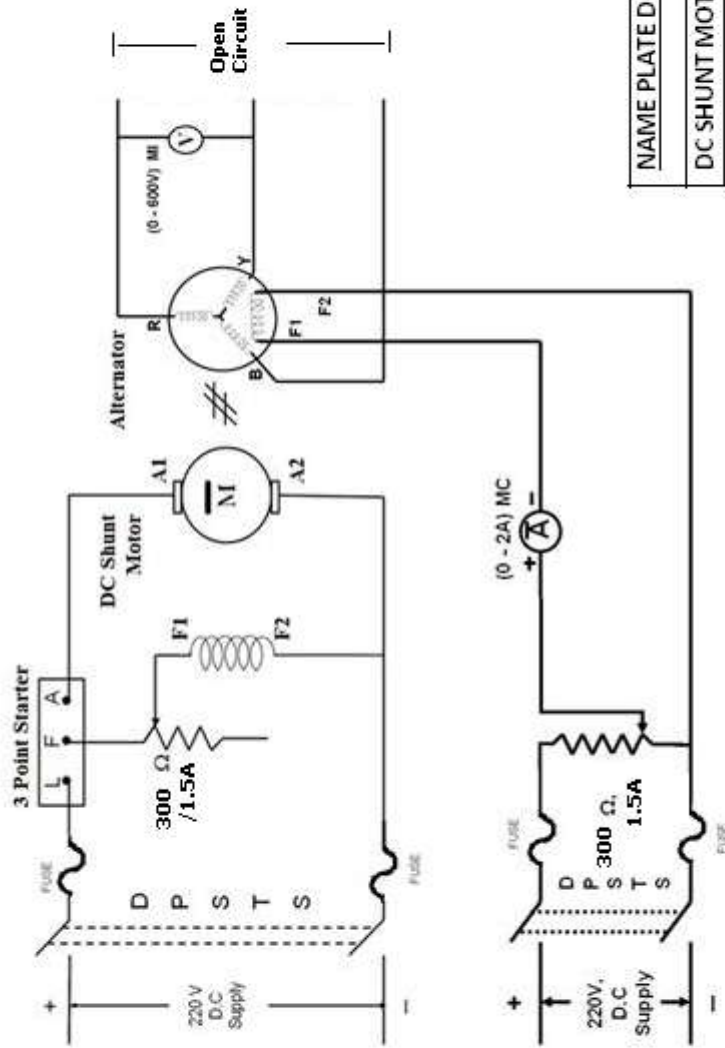 3 Point Starter
L F A
FUSE
+
220 V
D.C
Supply
−
D P S T S
FUSE
300 Ω
/1.5A
F1
F2
DC Shunt
Motor
A1
M
A2
Alternator
R
Y
B
F1
F2
(0 - 600V) MI
V
Open
Circuit
FUSE
+
220V,
D.C
Supply
−
D P S T S
FUSE
300 Ω,
1.5A
(0 - 2A) MC
+ A −
NAME PLATE D
DC SHUNT MOT